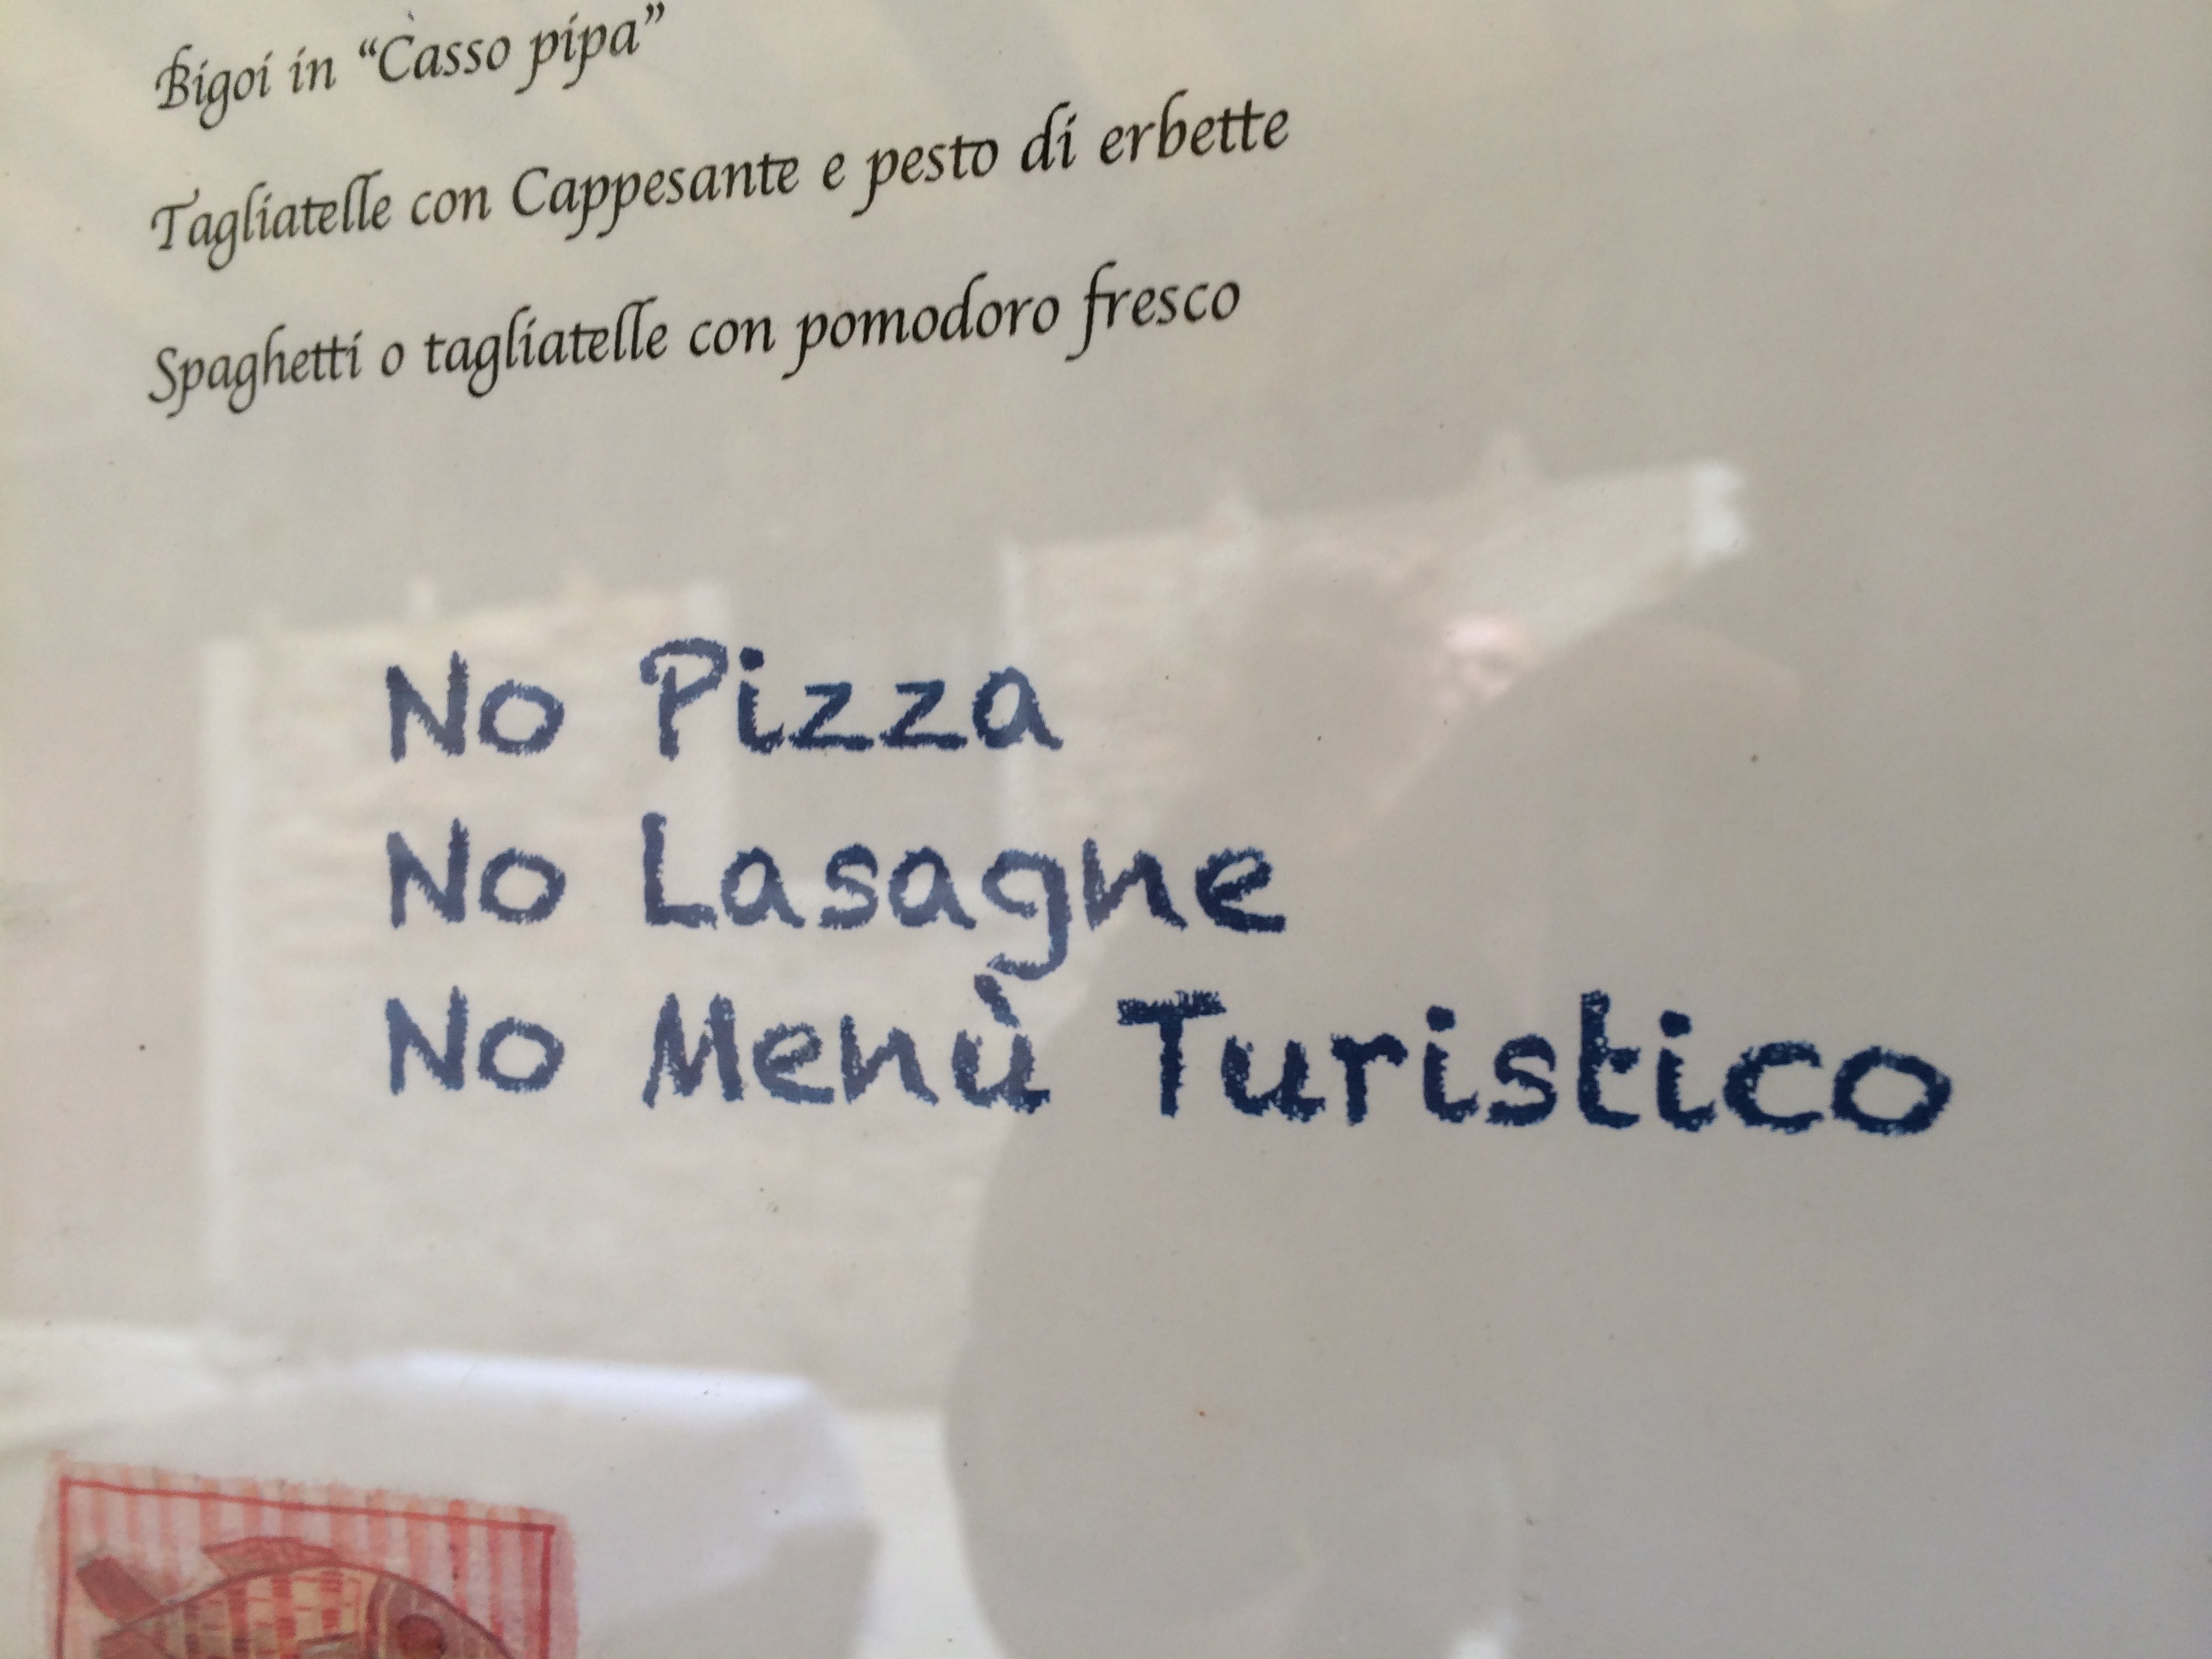 Bigoi in “Casso pipa”
Tagliatelle con Cappesante e pesto di erbette
Spaghetti o tagliatelle con pomodoro fresco
No Pizza
No Lasagne
No Menù Turistico